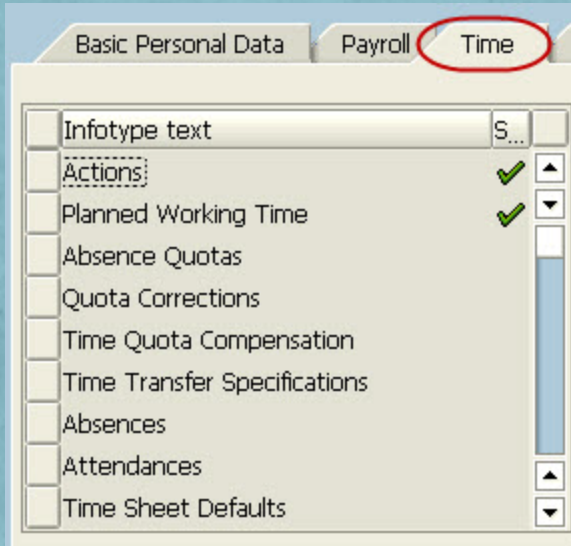 Basic Personal Data Payroll Time
Infotype text S...
Actions
Planned Working Time
Absence Quotas
Quota Corrections
Time Quota Compensation
Time Transfer Specifications
Absences
Attendances
Time Sheet Defaults